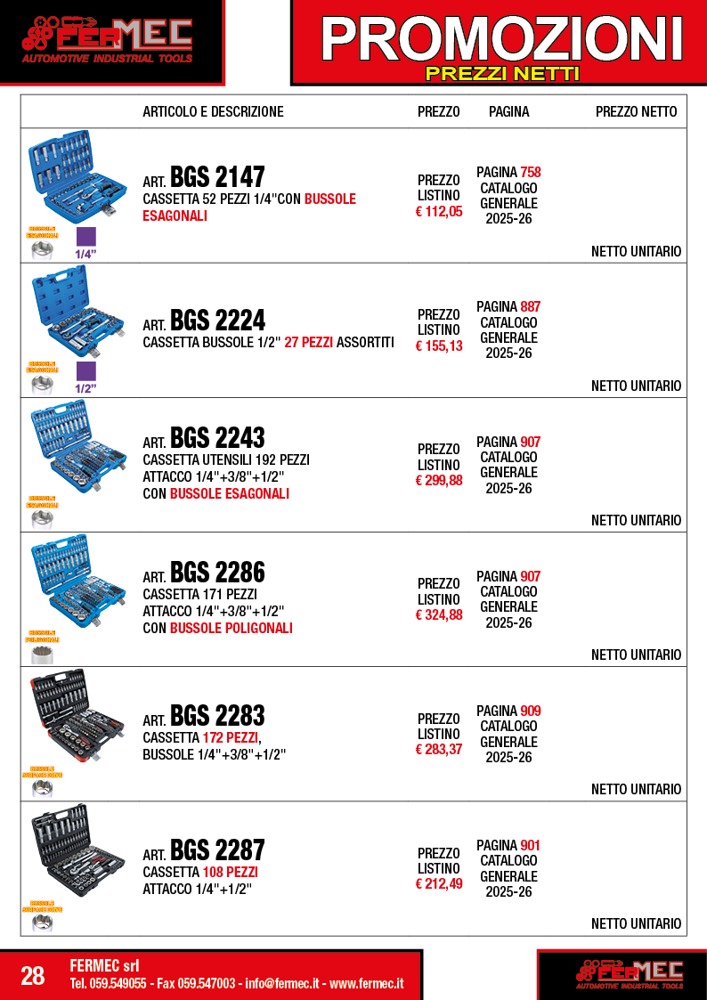 FERMEC
AUTOMOTIVE INDUSTRIAL TOOLS
PROMOZIONI
PREZZI NETTI
ARTICOLO E DESCRIZIONE PREZZO PAGINA PREZZO NETTO
ART. BGS 2147
CASSETTA 52 PEZZI 1/4"CON BUSSOLE
ESAGONALI
PREZZO
LISTINO
€ 112,05
PAGINA 758
CATALOGO
GENERALE
2025-26
BUSSOLE
ESAGONALI
1/4”
NETTO UNITARIO
ART. BGS 2224
CASSETTA BUSSOLE 1/2" 27 PEZZI ASSORTITI
PREZZO
LISTINO
€ 155,13
PAGINA 887
CATALOGO
GENERALE
2025-26
BUSSOLE
ESAGONALI
1/2”
NETTO UNITARIO
ART. BGS 2243
CASSETTA UTENSILI 192 PEZZI
ATTACCO 1/4"+3/8"+1/2"
CON BUSSOLE ESAGONALI
PREZZO
LISTINO
€ 299,88
PAGINA 907
CATALOGO
GENERALE
2025-26
BUSSOLE
ESAGONALI
NETTO UNITARIO
ART. BGS 2286
CASSETTA 171 PEZZI
ATTACCO 1/4"+3/8"+1/2"
CON BUSSOLE POLIGONALI
PREZZO
LISTINO
€ 324,88
PAGINA 907
CATALOGO
GENERALE
2025-26
BUSSOLE
POLIGONALI
NETTO UNITARIO
ART. BGS 2283
CASSETTA 172 PEZZI,
BUSSOLE 1/4"+3/8"+1/2"
PREZZO
LISTINO
€ 283,37
PAGINA 909
CATALOGO
GENERALE
2025-26
BUSSOLE
NETTO UNITARIO
ART. BGS 2287
CASSETTA 108 PEZZI
ATTACCO 1/4"+1/2"
PREZZO
LISTINO
€ 212,49
PAGINA 901
CATALOGO
GENERALE
2025-26
BUSSOLE
NETTO UNITARIO
28
FERMEC srl
Tel. 059.549055 - Fax 059.547003 - info@fermec.it - www.fermec.it
FERMEC
AUTOMOTIVE INDUSTRIAL TOOLS